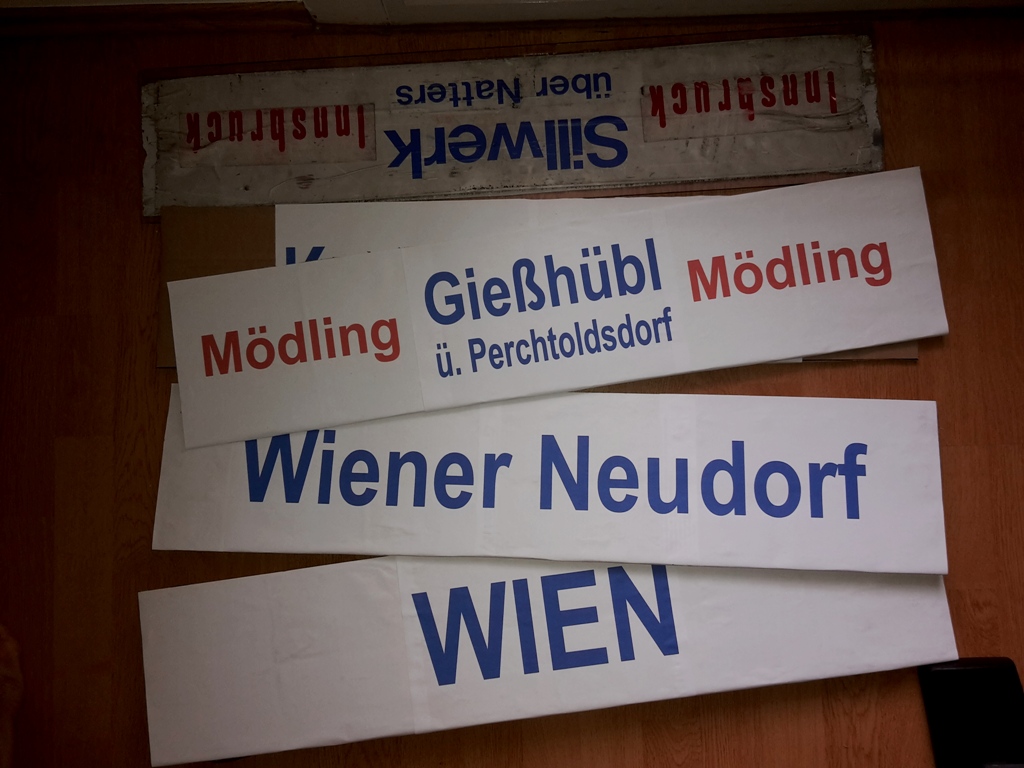 Innsbruck Sillwerk Innsbruck
über Natters
Mödling Gießhübl Mödling
ü. Perchtoldsdorf
Wiener Neudorf
WIEN